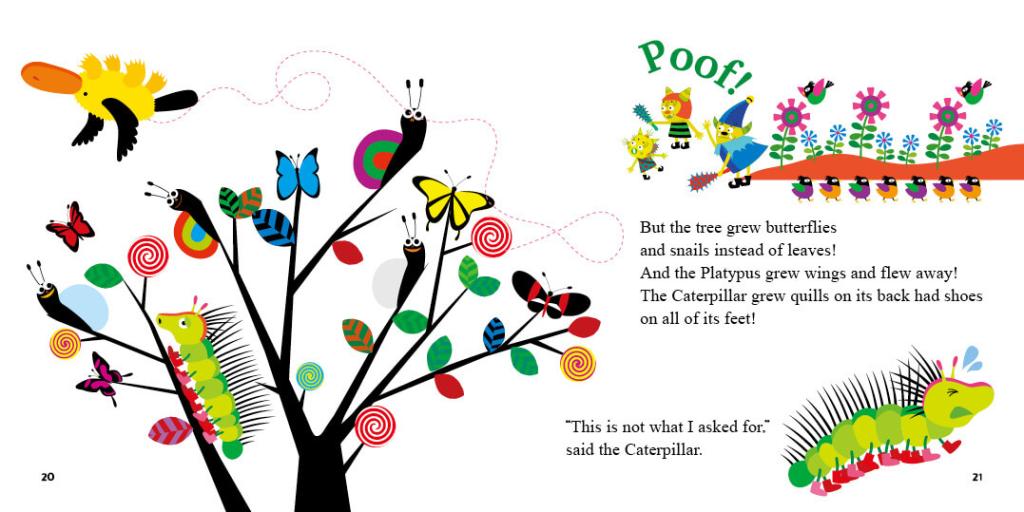 Poof!
But the tree grew butterflies
and snails instead of leaves!
And the Platypus grew wings and flew away!
The Caterpillar grew quills on its back had shoes
on all of its feet!
“This is not what I asked for,”
said the Caterpillar.
20
21